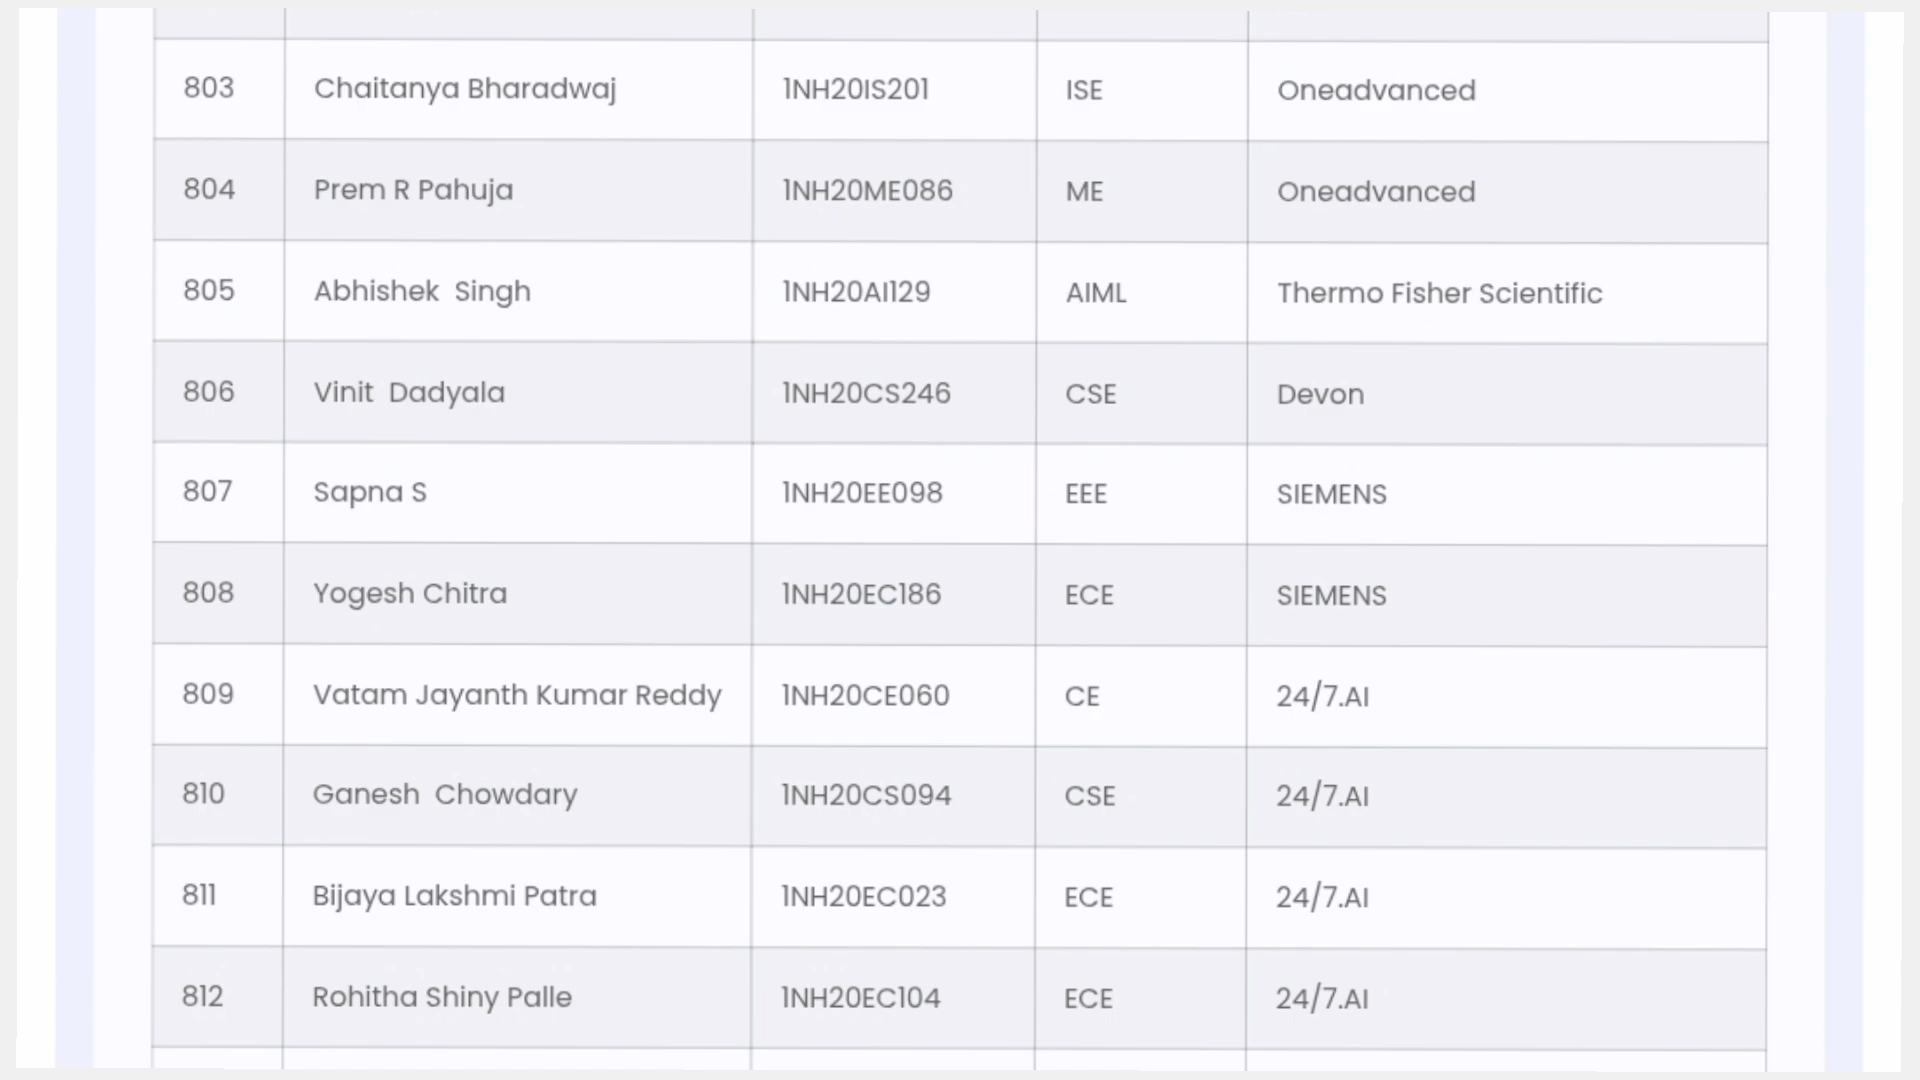 803 Chaitanya Bharadwaj 1NH20IS201 ISE Oneadvanced
804 Prem R Pahuja 1NH20ME086 ME Oneadvanced
805 Abhishek  Singh 1NH20AI129 AIML Thermo Fisher Scientific
806 Vinit  Dadyala 1NH20CS246 CSE Devon
807 Sapna S 1NH20EE098 EEE SIEMENS
808 Yogesh Chitra 1NH20EC186 ECE SIEMENS
809 Vatam Jayanth Kumar Reddy 1NH20CE060 CE 24/7.AI
810 Ganesh  Chowdary 1NH20CS094 CSE 24/7.AI
811 Bijaya Lakshmi Patra 1NH20EC023 ECE 24/7.AI
812 Rohitha Shiny Palle 1NH20EC104 ECE 24/7.AI